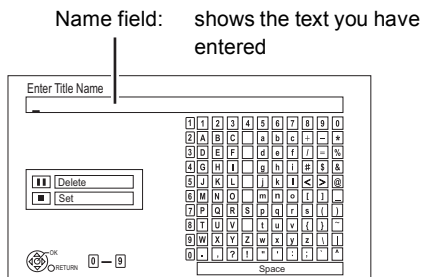 Name field: shows the text you have
entered
Enter Title Name
_
1 1 2 3 4 5 6 7 8 9 0
2 A B C a b c + - *
3 D E F d e f / = %
4 G H I g h i # $ &
5 J K L j k l < > @
6 M N O m n o [ ] _
7 P Q R S p q r s ( )
8 T U V t u v { }
9 W X Y Z w x y z \ |
0 . , ? ! " ' : ;
Space
Delete
Set
OK
RETURN
0 — 9